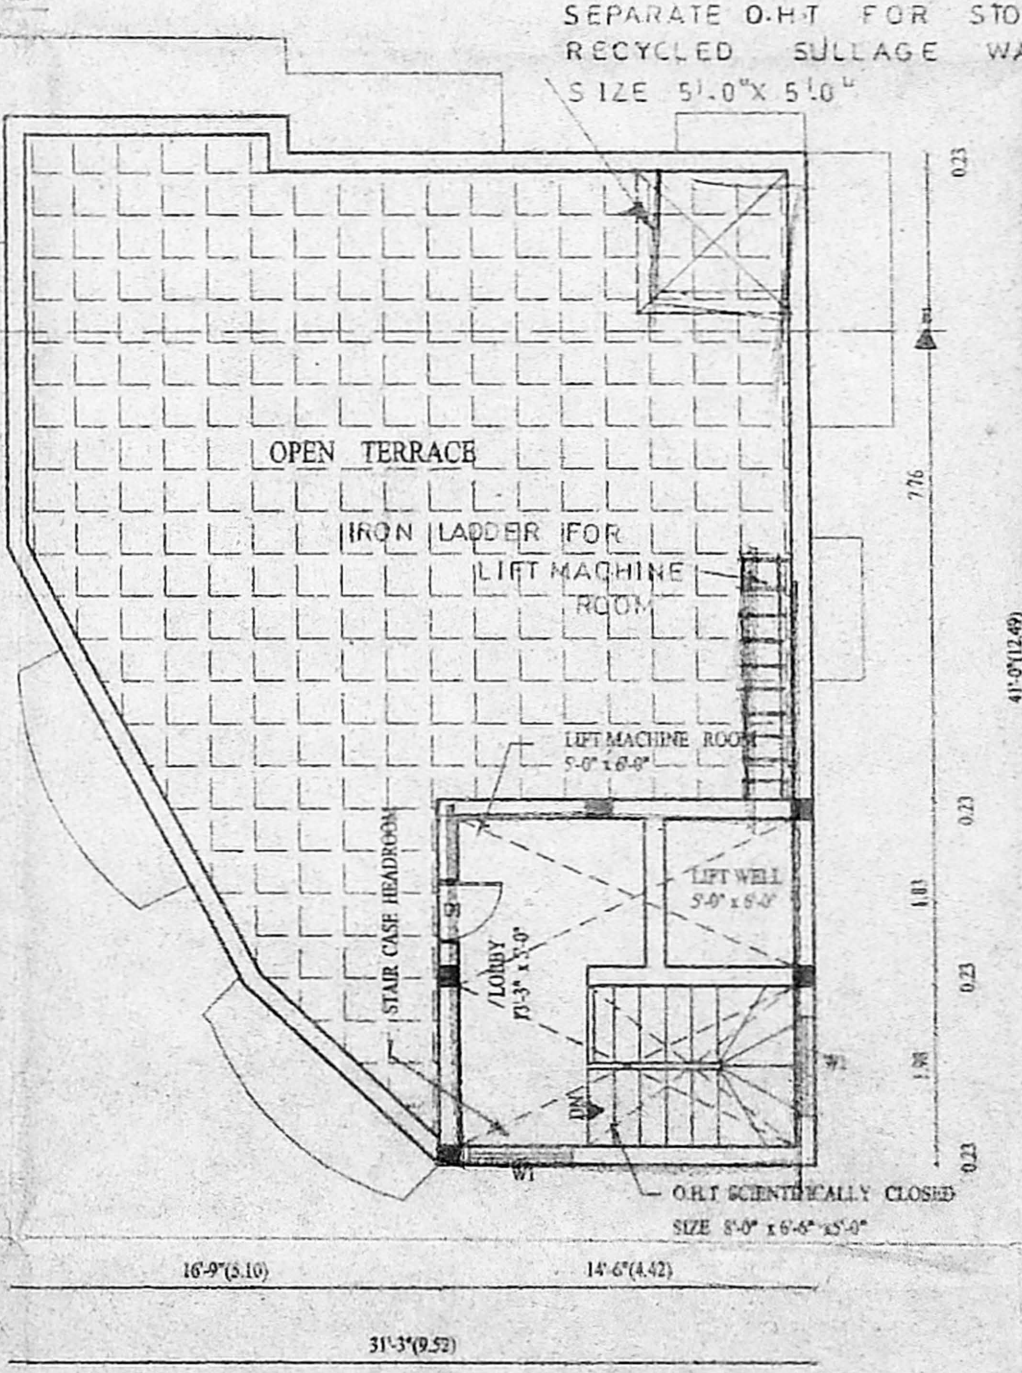 SEPARATE O.H.T FOR STO
RECYCLED SULLAGE WA
SIZE 5'.0"X 5'.0"
0.23
OPEN TERRACE
7.76
IRON LADDER FOR
LIFT MACHINE
ROOM
41'-0"(12.49)
LIFT MACHINE ROOM
5'-0" x 6'-0"
0.23
STAIR CASE HEADROOM
LIFT WELL
5'-0" x 6'-0"
1.83
LOBBY
0.23
1.98
W2
DN
0.23
W1
O.H.T SCIENTIFICALLY CLOSED
SIZE 8'-0" x 6'-6" x5'-0"
16'-9"(5.10)
14'-6"(4.42)
31'-3"(9.52)